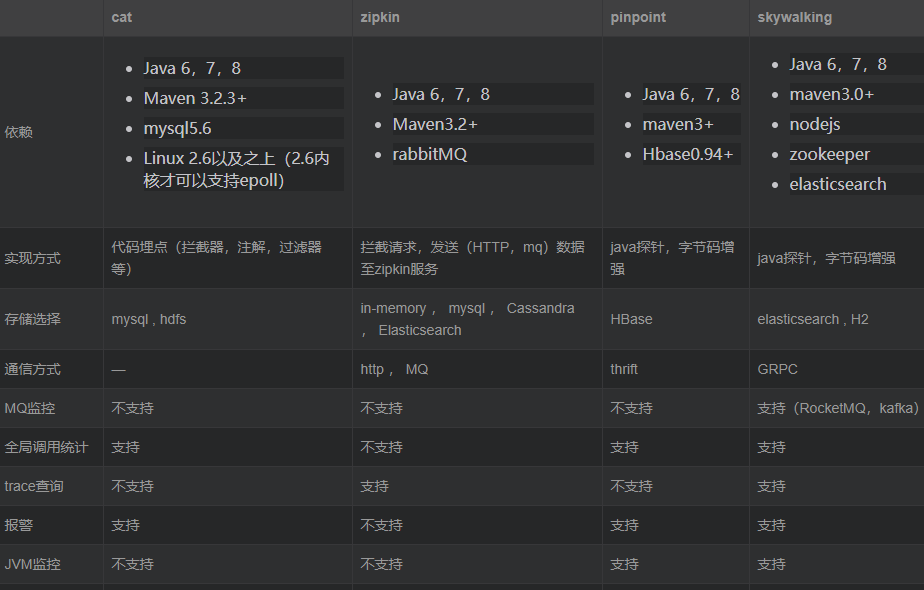 cat zipkin pinpoint skywalking
依赖
Java 6，7，8
Maven 3.2.3+
mysql5.6
Linux 2.6以及之上（2.6内
核才可以支持epoll）
Java 6，7，8
Maven3.2+
rabbitMQ
Java 6，7，8
maven3+
Hbase0.94+
Java 6，7，8
maven3.0+
nodejs
zookeeper
elasticsearch
实现方式
代码埋点（拦截器，注解，过滤器
等）
拦截请求，发送（HTTP，mq）数据
至zipkin服务
java探针，字节码增
强
java探针，字节码增强
存储选择
mysql , hdfs
in-memory ， mysql ， Cassandra
， Elasticsearch
HBase
elasticsearch , H2
通信方式 — http ， MQ thrift GRPC
MQ监控 不支持 不支持 不支持 支持（RocketMQ，kafka）
全局调用统计 支持 不支持 支持 支持
trace查询 不支持 支持 不支持 支持
报警 支持 不支持 支持 支持
JVM监控 不支持 不支持 支持 支持